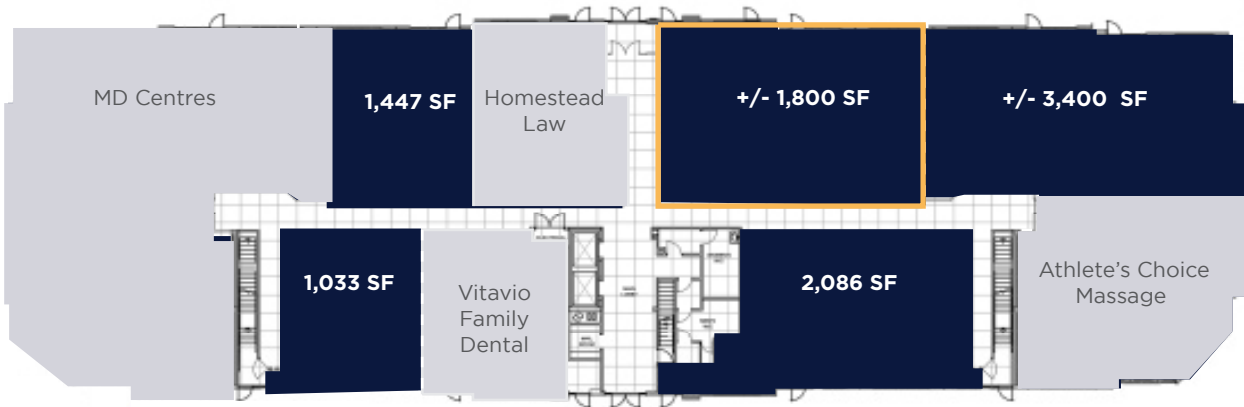 MD Centres
1,447 SF
Homestead
Law
+/- 1,800 SF
+/- 3,400 SF
1,033 SF
Vitavio
Family
Dental
2,086 SF
Athlete's Choice
Massage